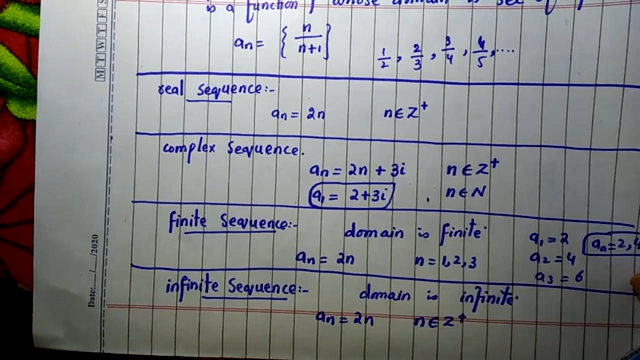 is a function f whose domain is set of
an = { n/n+1 } 1/2, 2/3, 3/4, 4/5, ....
real Sequence:-
an = 2n n∈Z+
complex Sequence.
an = 2n + 3i n∈Z+
a1 = 2+3i . n∈N
finite Sequence:- domain is finite.
an = 2n n=1,2,3
a1 = 2
a2 = 4
a3 = 6
an=2,4
infinite Sequence:- domain is infinite.
an = 2n n∈Z+
M T W T F S
Date:..../..../2020